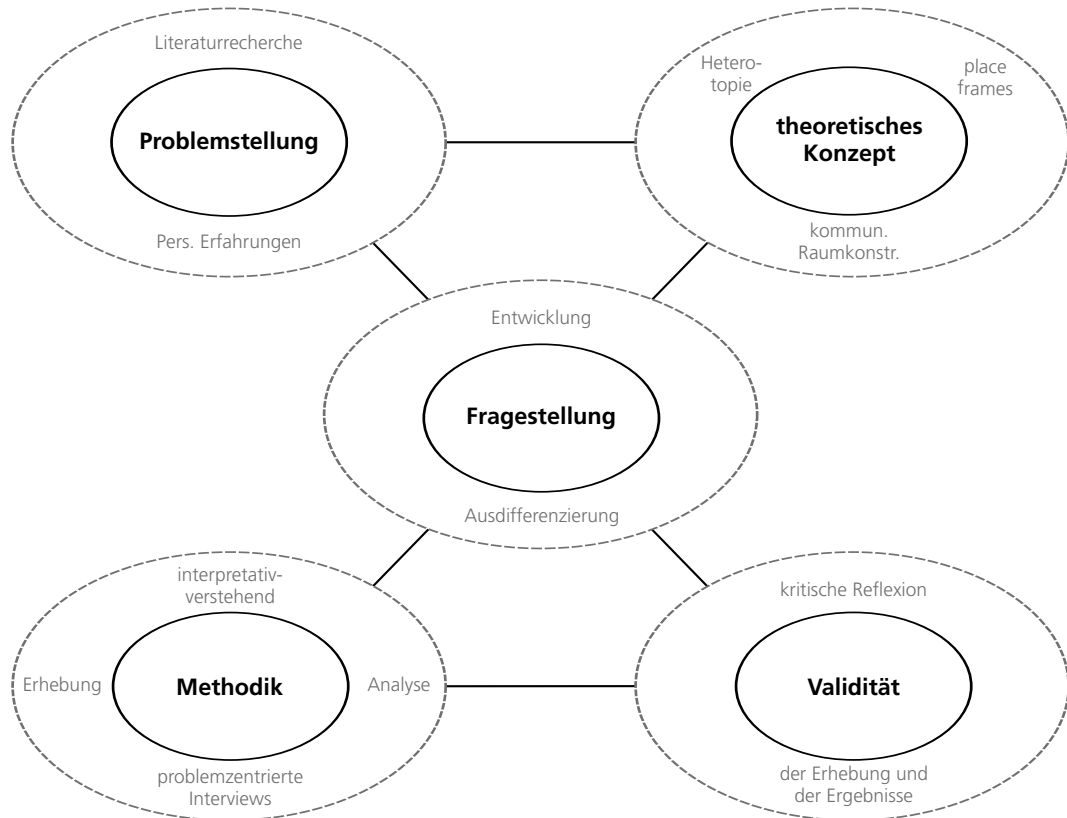 Literaturrecherche
Problemstellung
Pers. Erfahrungen
Hetero-
topie
place
frames
theoretisches
Konzept
kommun.
Raumkonstr.
Entwicklung
Fragestellung
Ausdifferenzierung
interpretativ-
verstehend
Erhebung
Methodik
Analyse
problemzentrierte
Interviews
kritische Reflexion
Validität
der Erhebung und
der Ergebnisse